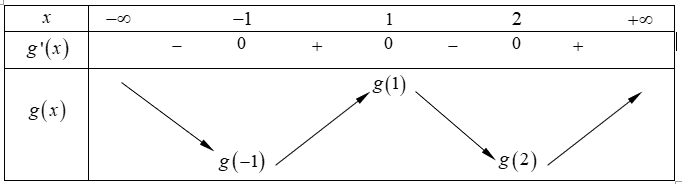 x −∞ −1 1 2 +∞
g'(x) − 0 + 0 − 0 +
g(1)
g(x)
g(−1) g(2)